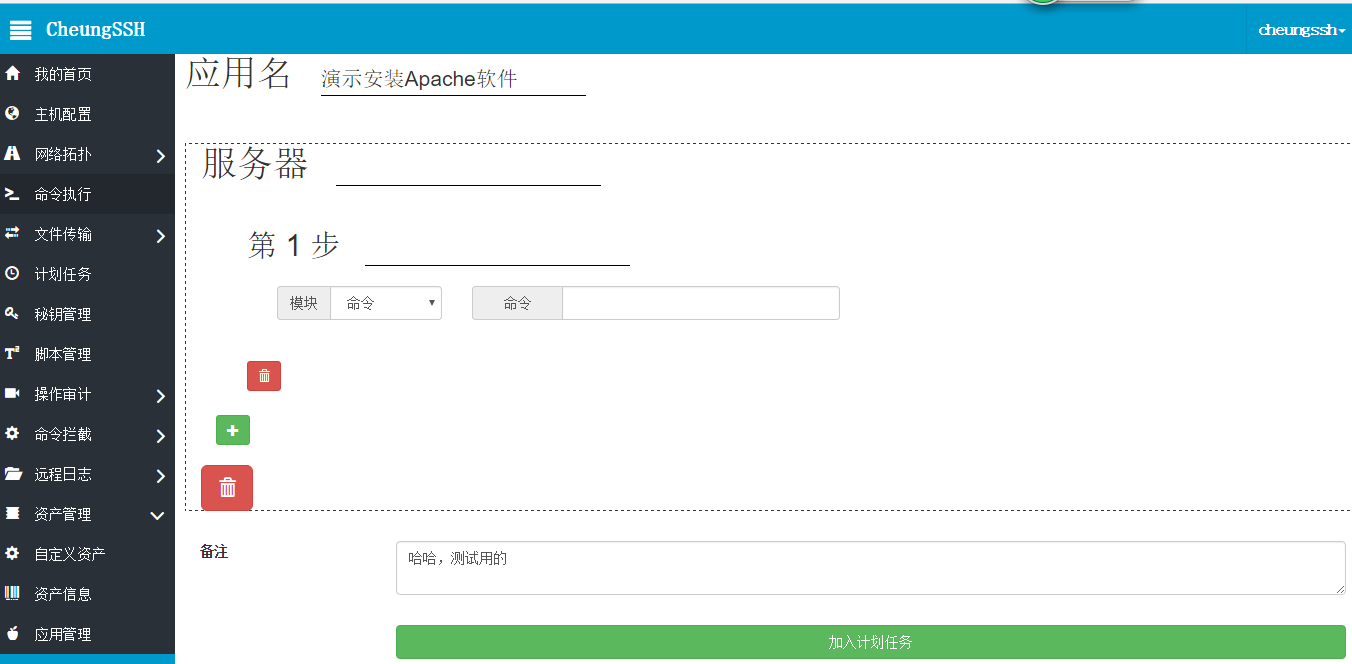 CheungSSH
cheungssh
我的首页
主机配置
网络拓扑
命令执行
文件传输
计划任务
秘钥管理
脚本管理
操作审计
命令拦截
远程日志
资产管理
自定义资产
资产信息
应用管理
应用名 演示安装Apache软件
服务器
第 1 步
模块 命令 命令
备注 哈哈，测试用的
加入计划任务